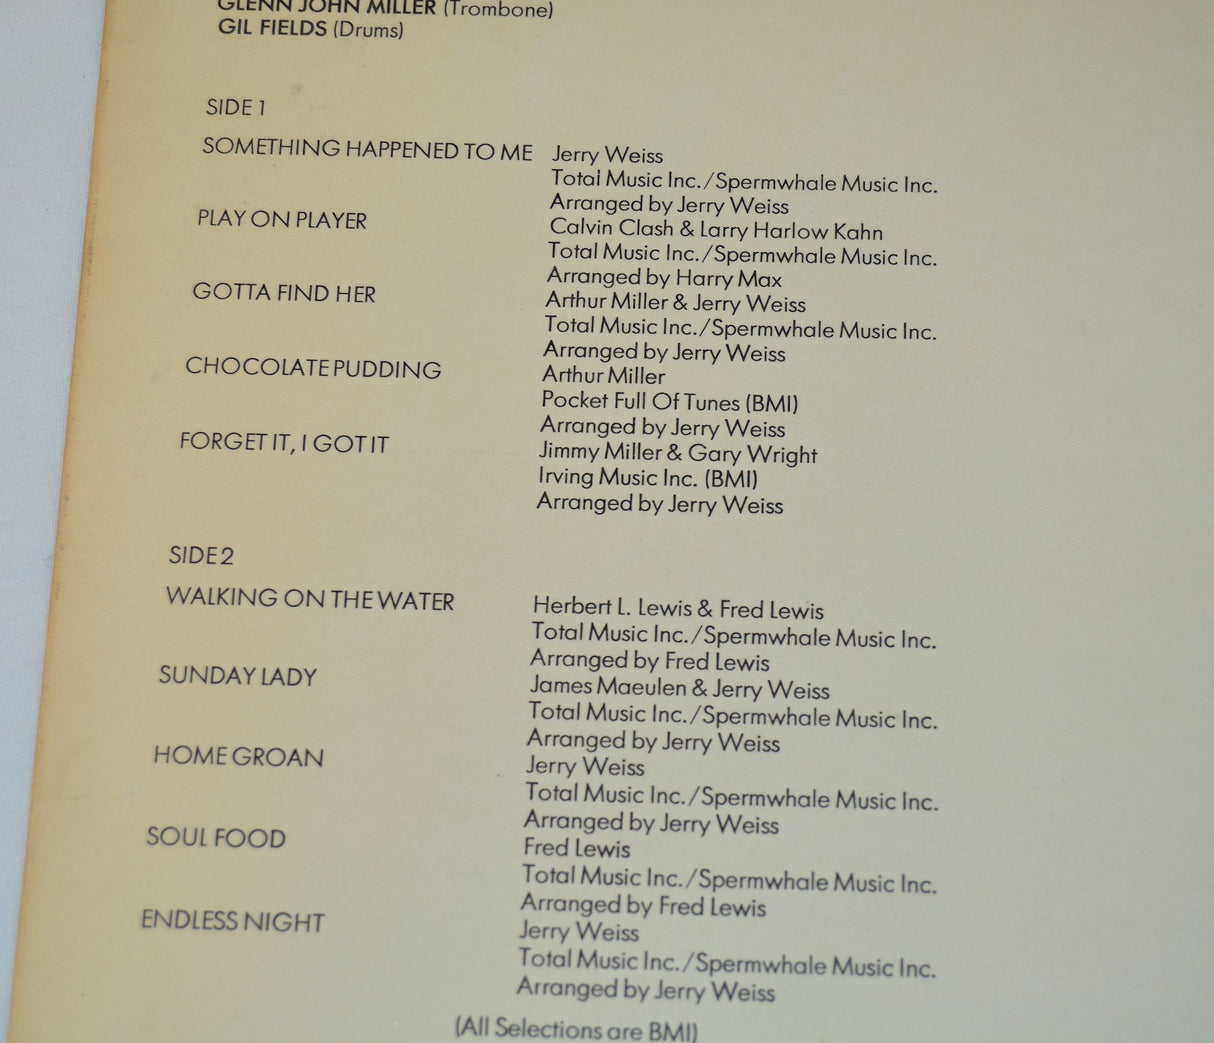 GLENN JOHN MILLER (Trombone)
GIL FIELDS (Drums)
SIDE 1
SOMETHING HAPPENED TO ME Jerry Weiss
Total Music Inc./Spermwhale Music Inc.
Arranged by Jerry Weiss
PLAY ON PLAYER Calvin Clash & Larry Harlow Kahn
Total Music Inc./Spermwhale Music Inc.
Arranged by Harry Max
GOTTA FIND HER Arthur Miller & Jerry Weiss
Total Music Inc./Spermwhale Music Inc.
Arranged by Jerry Weiss
CHOCOLATE PUDDING Arthur Miller
Pocket Full Of Tunes (BMI)
Arranged by Jerry Weiss
FORGET IT, I GOT IT Jimmy Miller & Gary Wright
Irving Music Inc. (BMI)
Arranged by Jerry Weiss
SIDE 2
WALKING ON THE WATER Herbert L. Lewis & Fred Lewis
Total Music Inc./Spermwhale Music Inc.
Arranged by Fred Lewis
SUNDAY LADY James Maeulen & Jerry Weiss
Total Music Inc./Spermwhale Music Inc.
Arranged by Jerry Weiss
HOME GROAN Jerry Weiss
Total Music Inc./Spermwhale Music Inc.
Arranged by Jerry Weiss
SOUL FOOD Fred Lewis
Total Music Inc./Spermwhale Music Inc.
Arranged by Fred Lewis
ENDLESS NIGHT Jerry Weiss
Total Music Inc./Spermwhale Music Inc.
Arranged by Jerry Weiss
(All Selections are BMI)